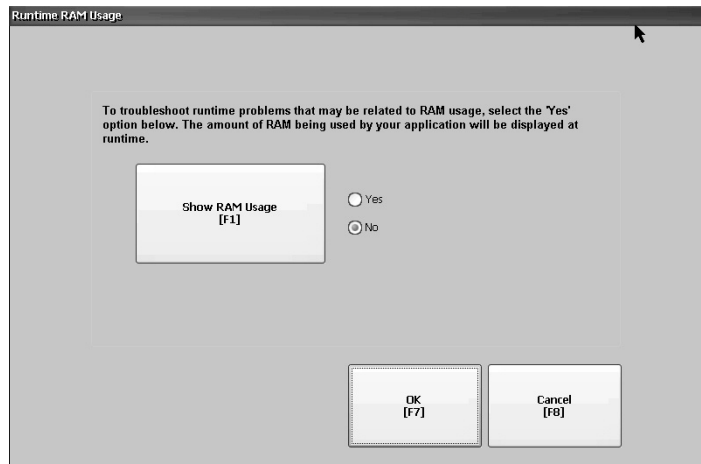 Runtime RAM Usage
To troubleshoot runtime problems that may be related to RAM usage, select the 'Yes'
option below. The amount of RAM being used by your application will be displayed at
runtime.
Show RAM Usage
[F1]
Yes
No
OK
[F7]
Cancel
[F8]